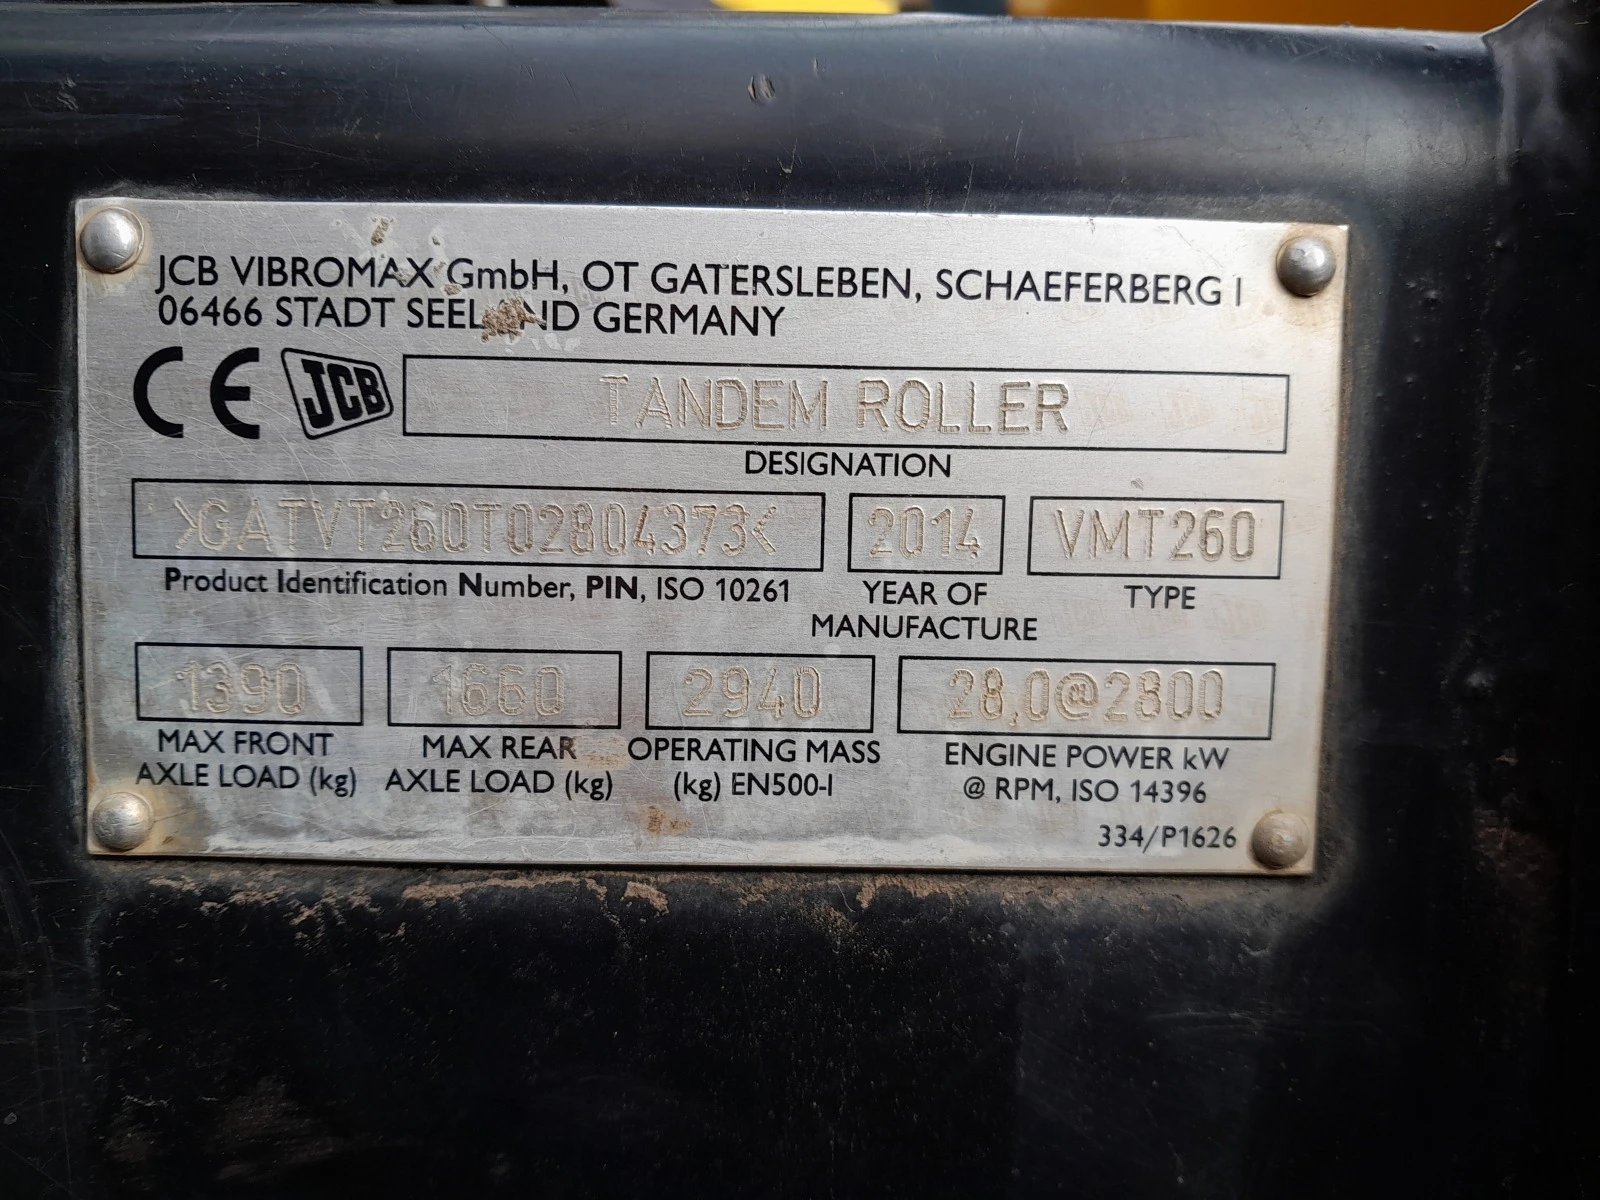 JCB VIBROMAX GmbH, OT GATERSLEBEN, SCHAEFERBERG 1
06466 STADT SEELAND GERMANY
CE JCB TANDEM ROLLER
DESIGNATION
>GATVT260T02804373< 2014 VMT260
Product Identification Number, PIN, ISO 10261 YEAR OF MANUFACTURE TYPE
1390 1660 2940 28,0@2800
MAX FRONT MAX REAR OPERATING MASS ENGINE POWER kW
AXLE LOAD (kg) AXLE LOAD (kg) (kg) EN500-1 @ RPM, ISO 14396
334/P1626